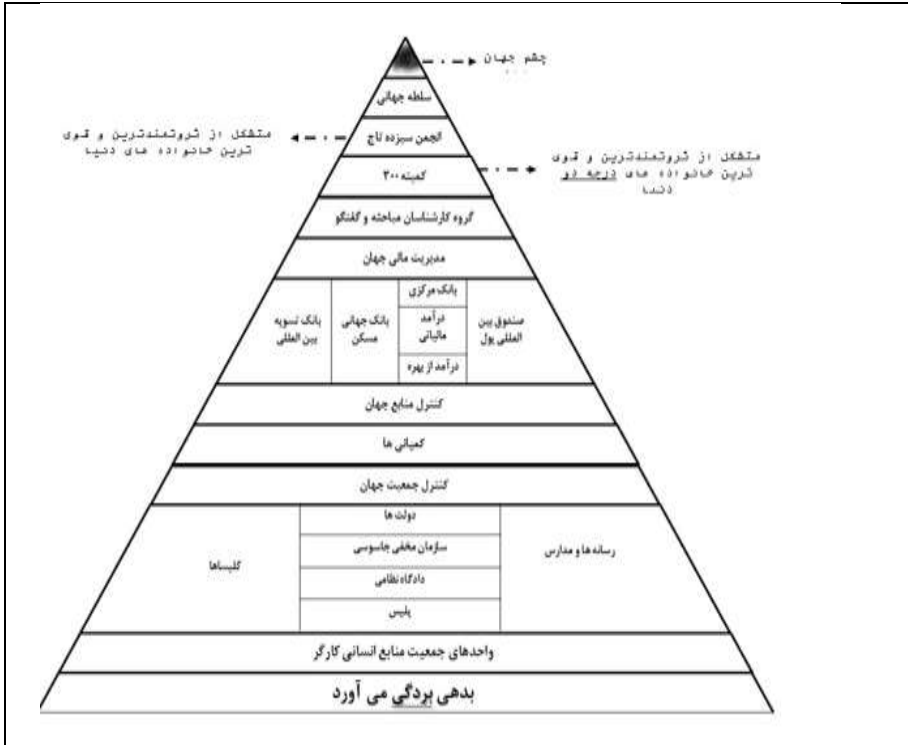 چشم جهان
سلطه جهانی
انجمن سیزده تاج
متشکل از ثروتمندترین و قوی
ترین خانواده های دنیا
کمیته ۳۰۰
متشکل از ثروتمندترین و قوی
ترین خانواده های درجه دو
دنیا
گروه کارشناسان مباحثه و گفتگو
مدیریت مالی جهان
صندوق بین
المللی پول
بانک مرکزی
درآمد
مالیاتی
درآمد از بهره
بانک جهانی
مسکن
بانک تسویه
بین المللی
کنترل منابع جهان
کمپانی ها
کنترل جمعیت جهان
رسانه ها و مدارس
دولت ها
سازمان مخفی جاسوسی
دادگاه نظامی
پلیس
کلیساها
واحدهای جمعیت منابع انسانی کارگر
بدهی بردگی می آورد